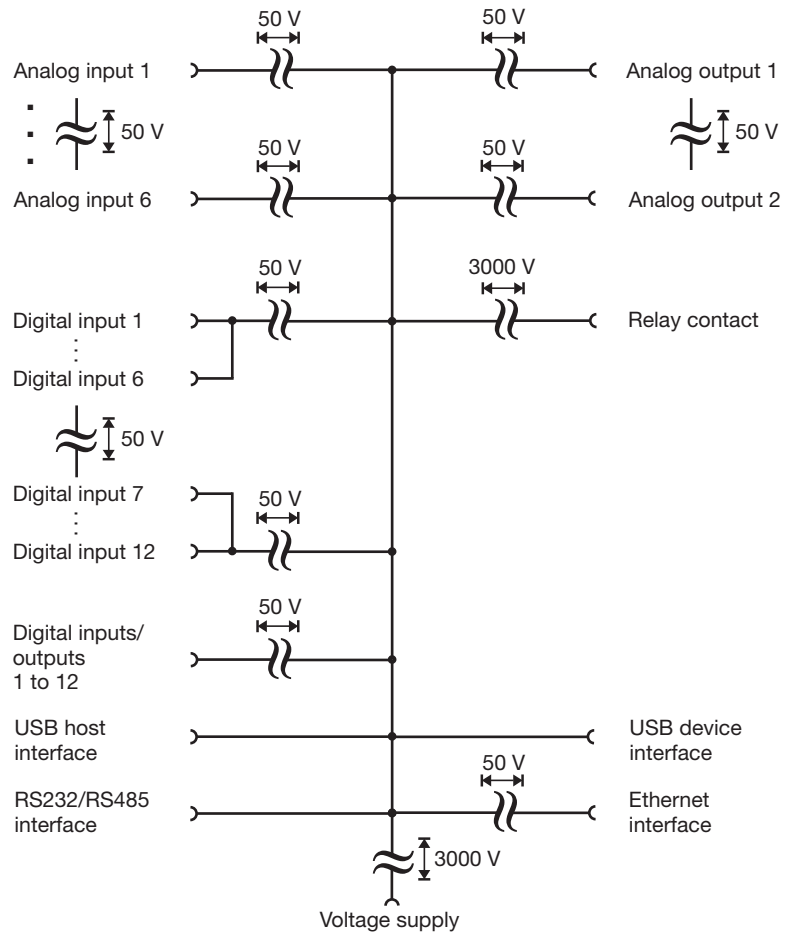 50 V
50 V
Analog input 1
Analog output 1
50 V
50 V
50 V
50 V
Analog input 6
Analog output 2
50 V
3000 V
Digital input 1
Relay contact
Digital input 6
50 V
Digital input 7
50 V
Digital input 12
50 V
Digital inputs/
outputs
1 to 12
USB host
interface
USB device
interface
50 V
RS232/RS485
interface
Ethernet
interface
3000 V
Voltage supply